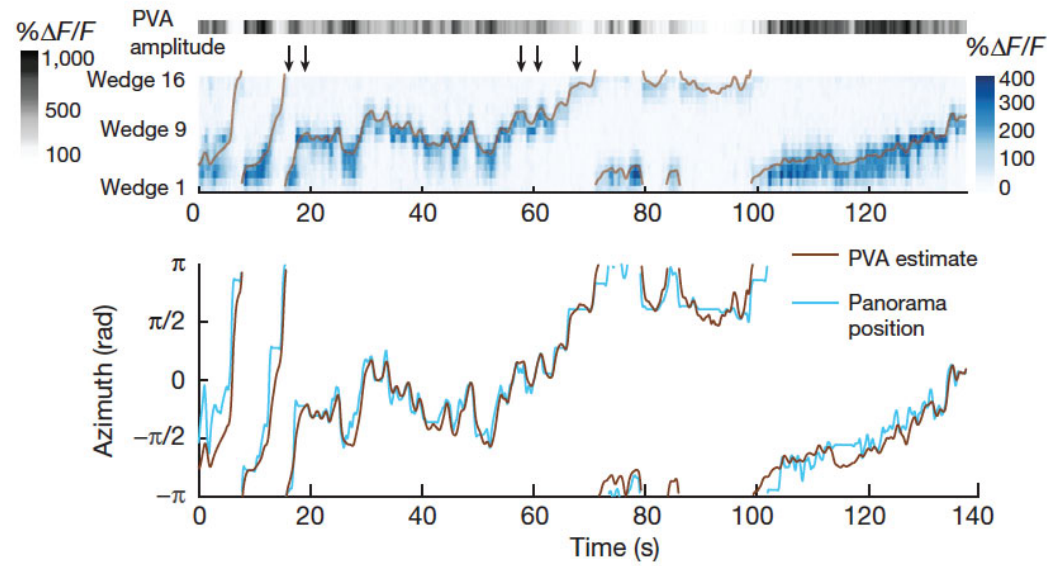 PVA
amplitude
%ΔF/F
1,000
500
100
%ΔF/F
400
300
200
100
0
Wedge 16
Wedge 9
Wedge 1
0 20 40 60 80 100 120
PVA estimate
Panorama
position
Azimuth (rad)
π
π/2
0
−π/2
−π
0 20 40 60 80 100 120 140
Time (s)